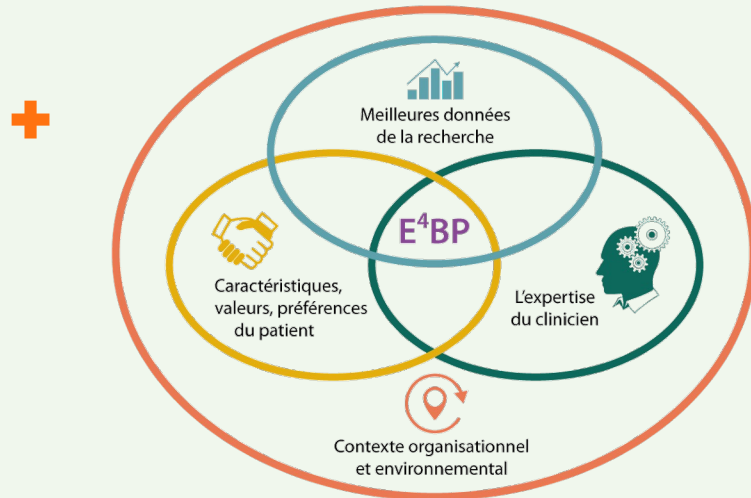 Meilleures données
de la recherche
E⁴BP
Caractéristiques,
valeurs, préférences
du patient
L'expertise
du clinicien
Contexte organisationnel
et environnemental